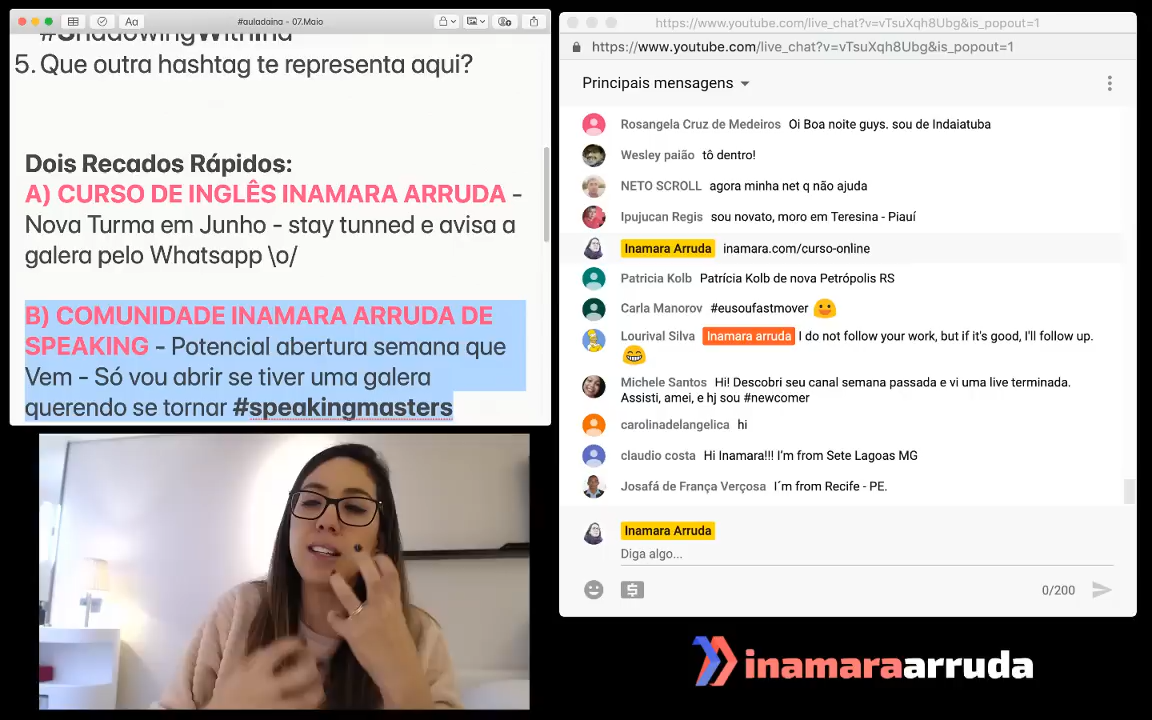 Aa
#auladaina - 07.Maio
#ShadowingWithIna
5. Que outra hashtag te representa aqui?
Dois Recados Rápidos:
A) CURSO DE INGLÊS INAMARA ARRUDA -
Nova Turma em Junho - stay tunned e avisa a
galera pelo Whatsapp \o/
B) COMUNIDADE INAMARA ARRUDA DE
SPEAKING - Potencial abertura semana que
Vem - Só vou abrir se tiver uma galera
querendo se tornar #speakingmasters
https://www.youtube.com/live_chat?v=vTsuXqh8Ubg&is_popout=1
https://www.youtube.com/live_chat?v=vTsuXqh8Ubg&is_popout=1
Principais mensagens
Rosangela Cruz de Medeiros Oi Boa noite guys. sou de Indaiatuba
Wesley paião tô dentro!
NETO SCROLL agora minha net q não ajuda
Ipujucan Regis sou novato, moro em Teresina - Piauí
Inamara Arruda inamara.com/curso-online
Patricia Kolb Patrícia Kolb de nova Petrópolis RS
Carla Manorov #eusoufastmover
Lourival Silva Inamara arruda I do not follow your work, but if it's good, I'll follow up.
Michele Santos Hi! Descobri seu canal semana passada e vi uma live terminada.
Assisti, amei, e hj sou #newcomer
carolinadelangelica hi
claudio costa Hi Inamara!!! I'm from Sete Lagoas MG
Josafá de França Verçosa I´m from Recife - PE.
Inamara Arruda
Diga algo...
0/200
inamaraarruda